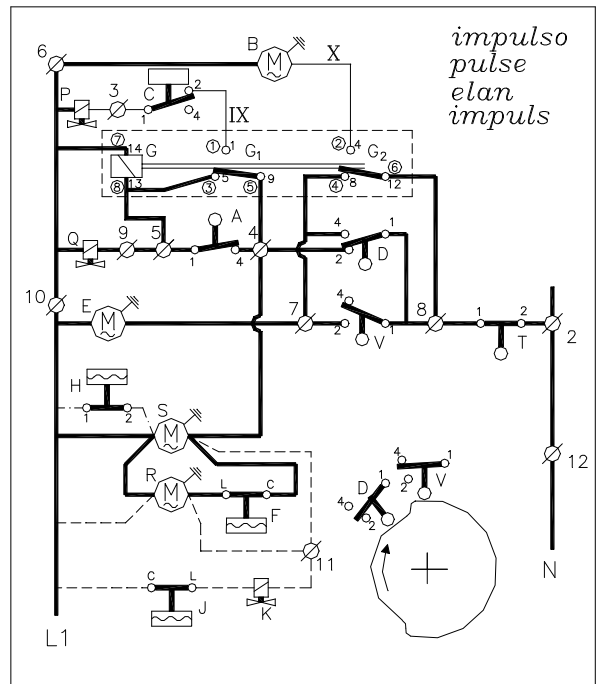 impulso
pulse
elan
impuls
6
B
M
X
P
3
C
2
1
4
IX
7
14
G
1
1
G1
2
4
G2
6
8
13
3
5
5
9
4
8
12
Q
9
5
A
1
4
4
4
1
2
D
10
E
M
7
4
2
1
V
8
1
2
T
2
H
1
2
S
M
R
M
L
C
F
12
4
1
D
2
4
1
2
V
11
C
L
J
K
N
L1